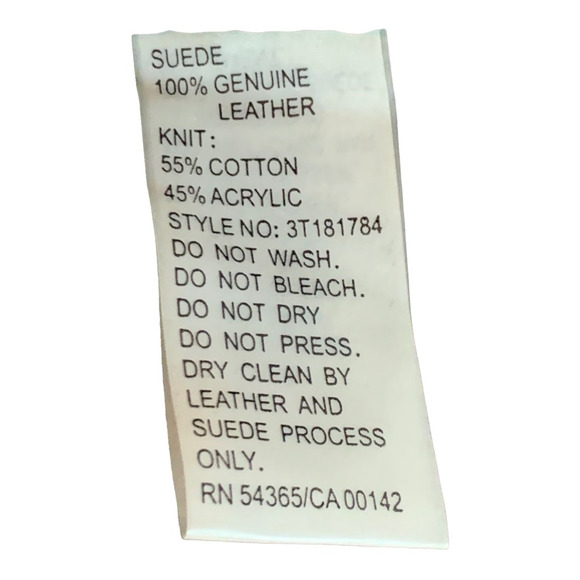 SUEDE
100% GENUINE
LEATHER
KNIT:
55% COTTON
45% ACRYLIC
STYLE NO: 3T181784
DO NOT WASH.
DO NOT BLEACH.
DO NOT DRY
DO NOT PRESS.
DRY CLEAN BY
LEATHER AND
SUEDE PROCESS
ONLY.
RN 54365/CA 00142